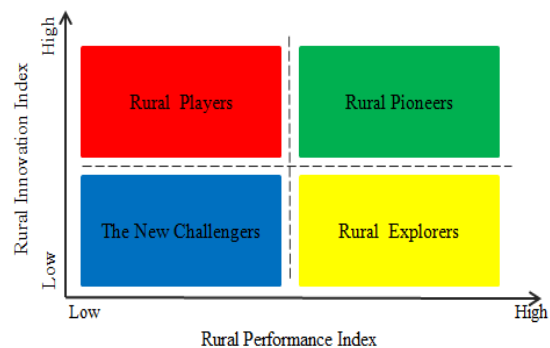 High
Rural Innovation Index
Low
Rural Players
Rural Pioneers
The New Challengers
Rural Explorers
Low
High
Rural Performance Index